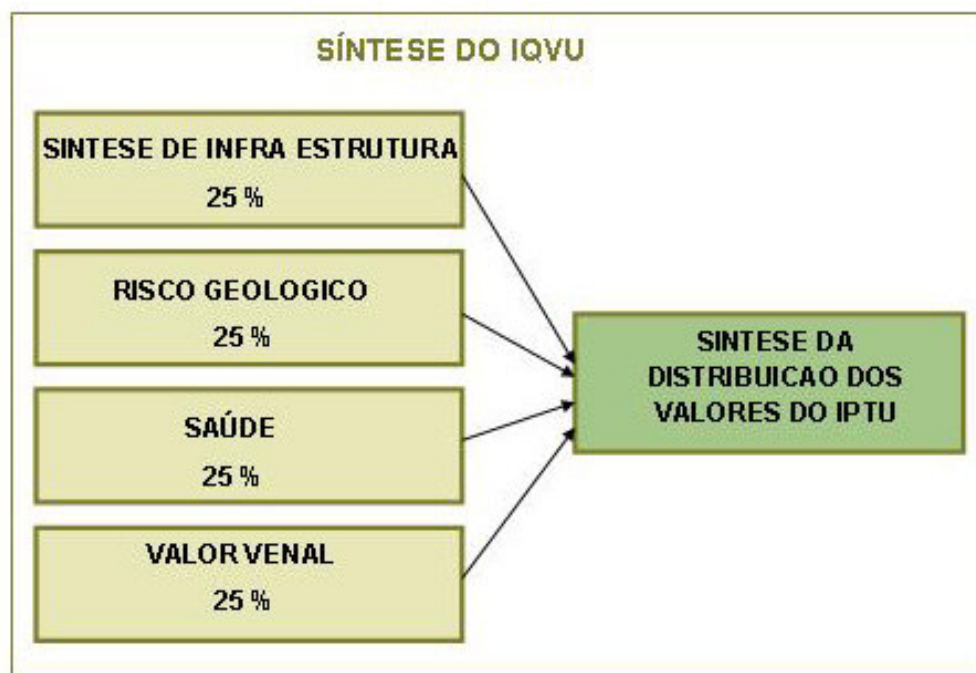 SÍNTESE DO IQVU
SINTESE DE INFRA ESTRUTURA
25 %
RISCO GEOLOGICO
25 %
SAÚDE
25 %
VALOR VENAL
25 %
SINTESE DA
DISTRIBUICAO DOS
VALORES DO IPTU